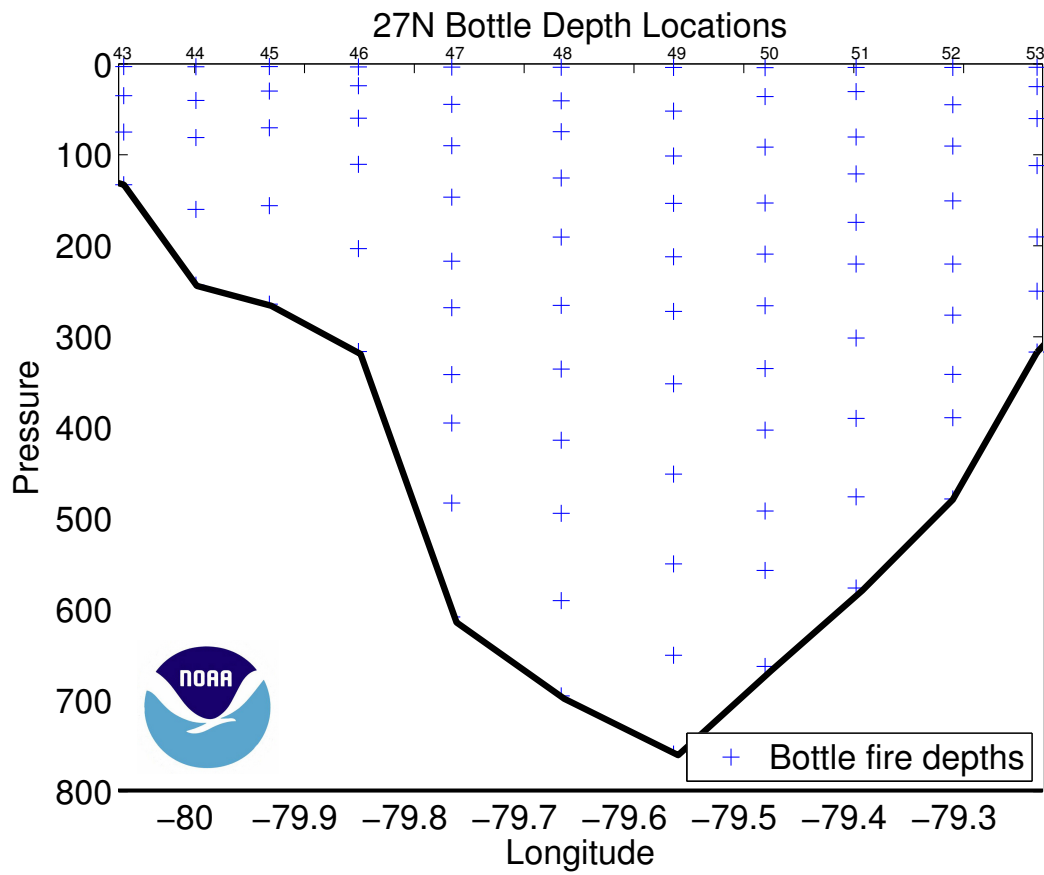 27N Bottle Depth Locations
43 44 45 46 47 48 49 50 51 52 53
0
100
200
300
400
500
600
700
800
Pressure
NOAA
Bottle fire depths
−80 −79.9 −79.8 −79.7 −79.6 −79.5 −79.4 −79.3
Longitude